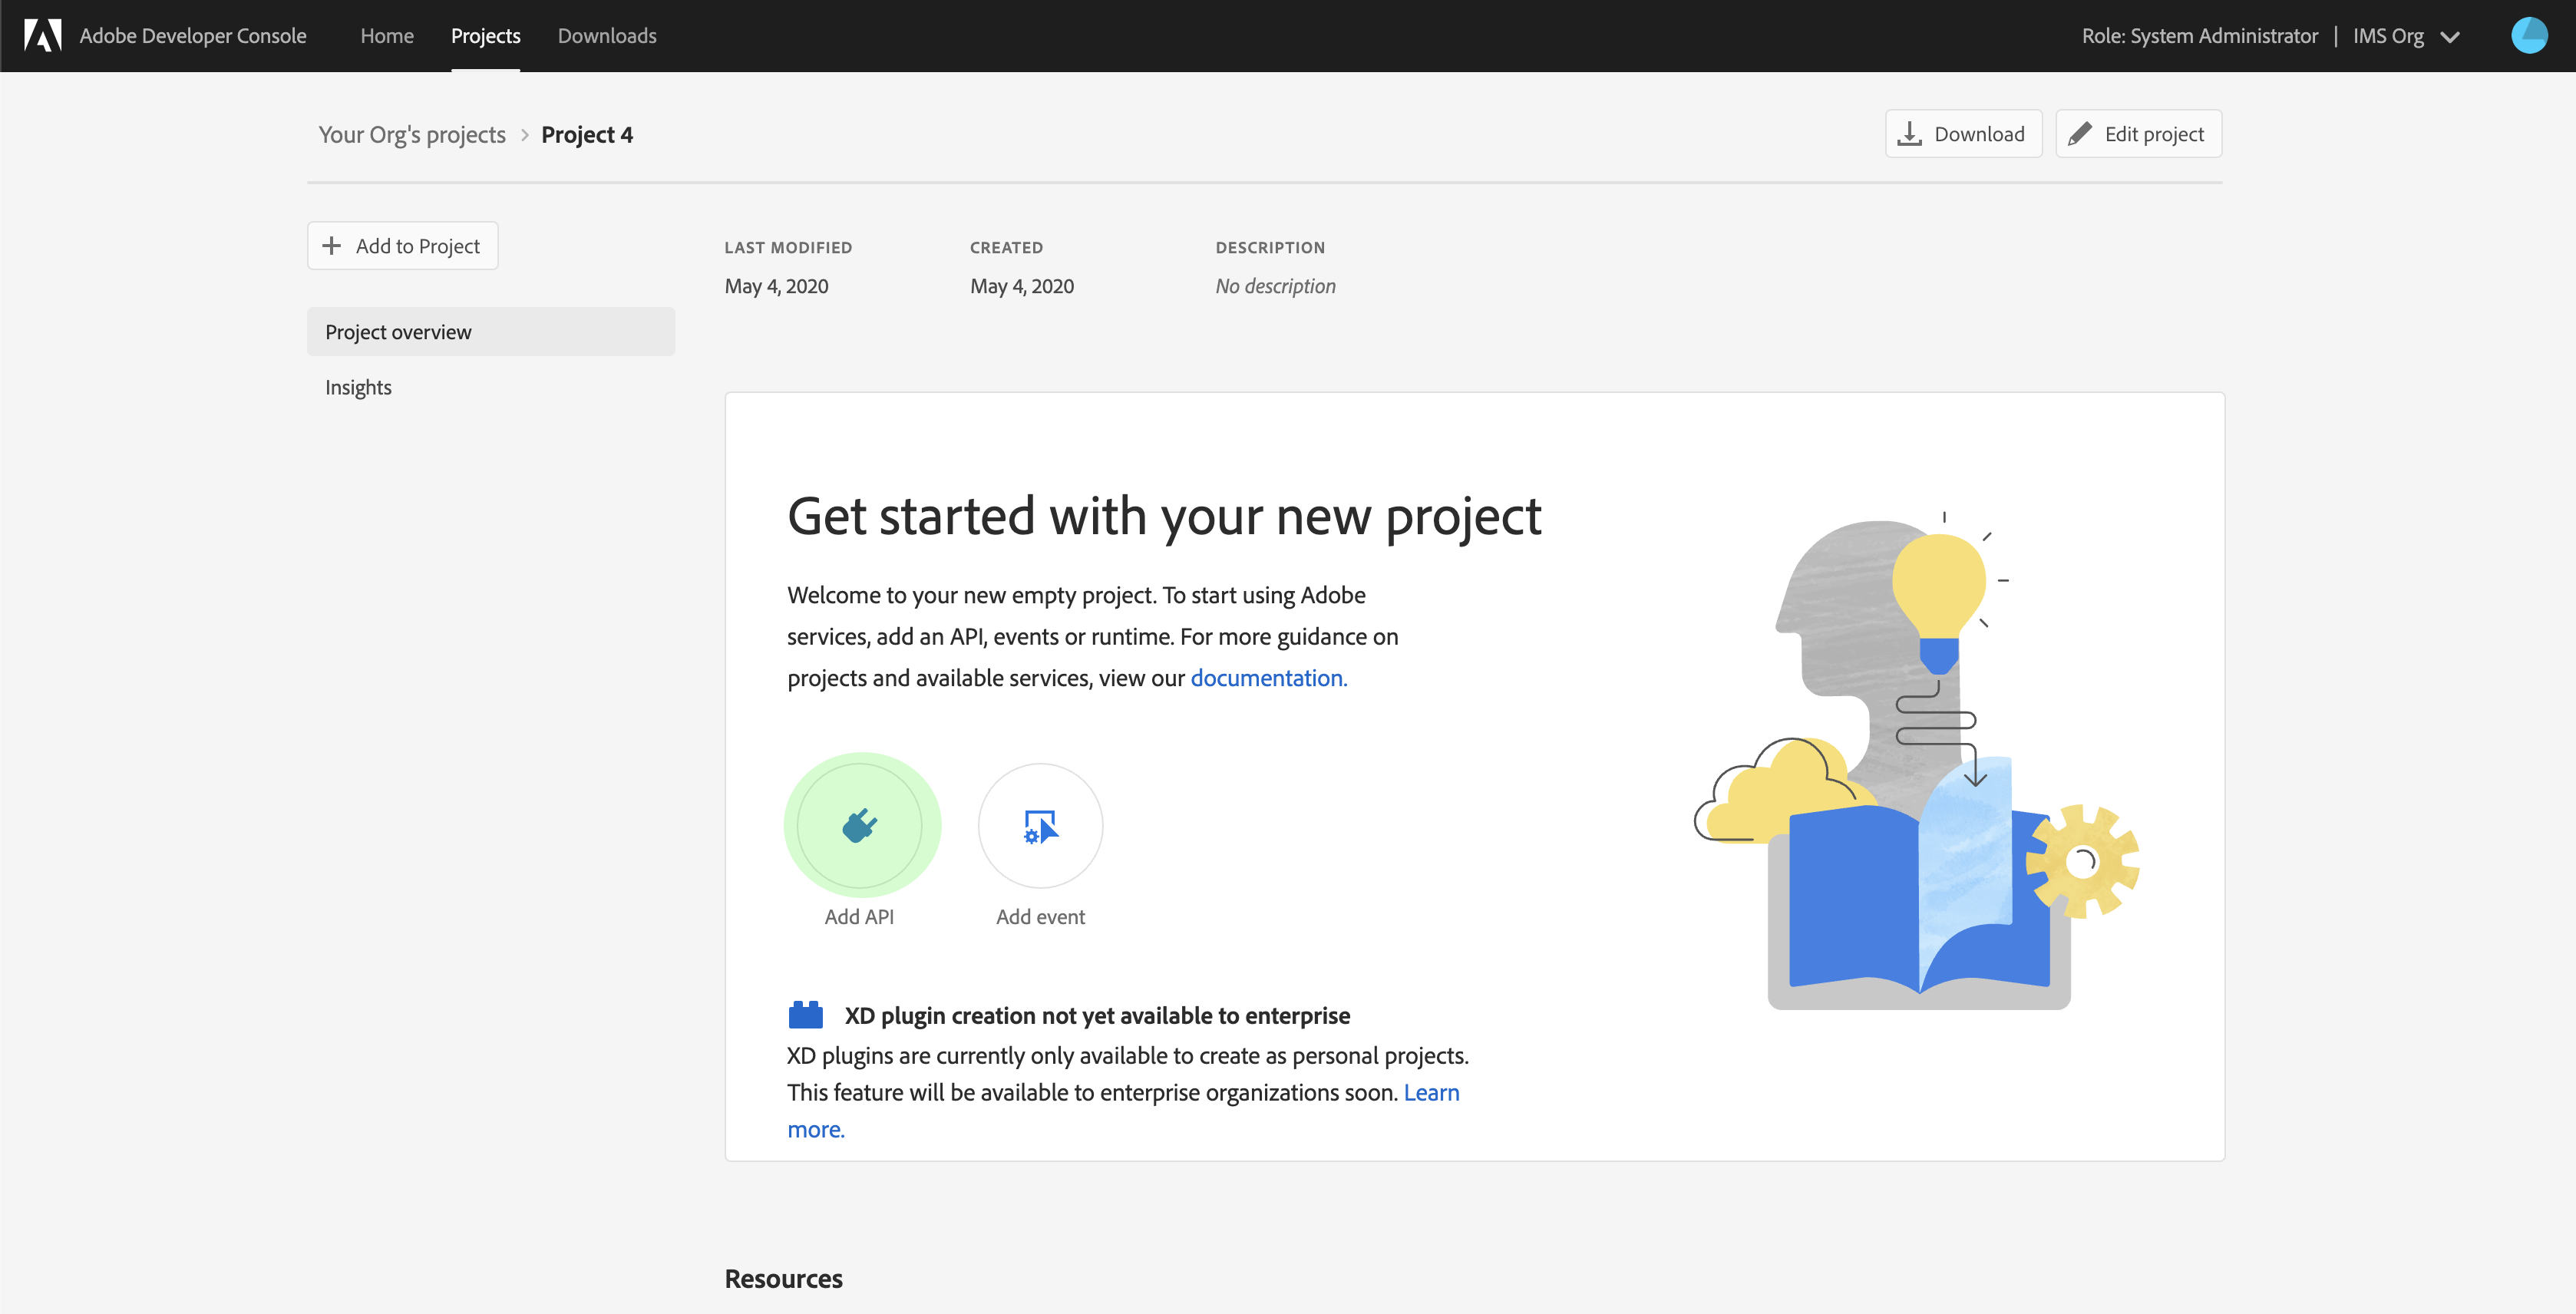 Adobe Developer Console Home Projects Downloads Role: System Administrator | IMS Org
Your Org's projects > Project 4 Download Edit project
Add to Project
LAST MODIFIED CREATED DESCRIPTION
May 4, 2020 May 4, 2020 No description
Project overview
Insights
Get started with your new project
Welcome to your new empty project. To start using Adobe
services, add an API, events or runtime. For more guidance on
projects and available services, view our documentation.
Add API Add event
XD plugin creation not yet available to enterprise
XD plugins are currently only available to create as personal projects.
This feature will be available to enterprise organizations soon. Learn
more.
Resources